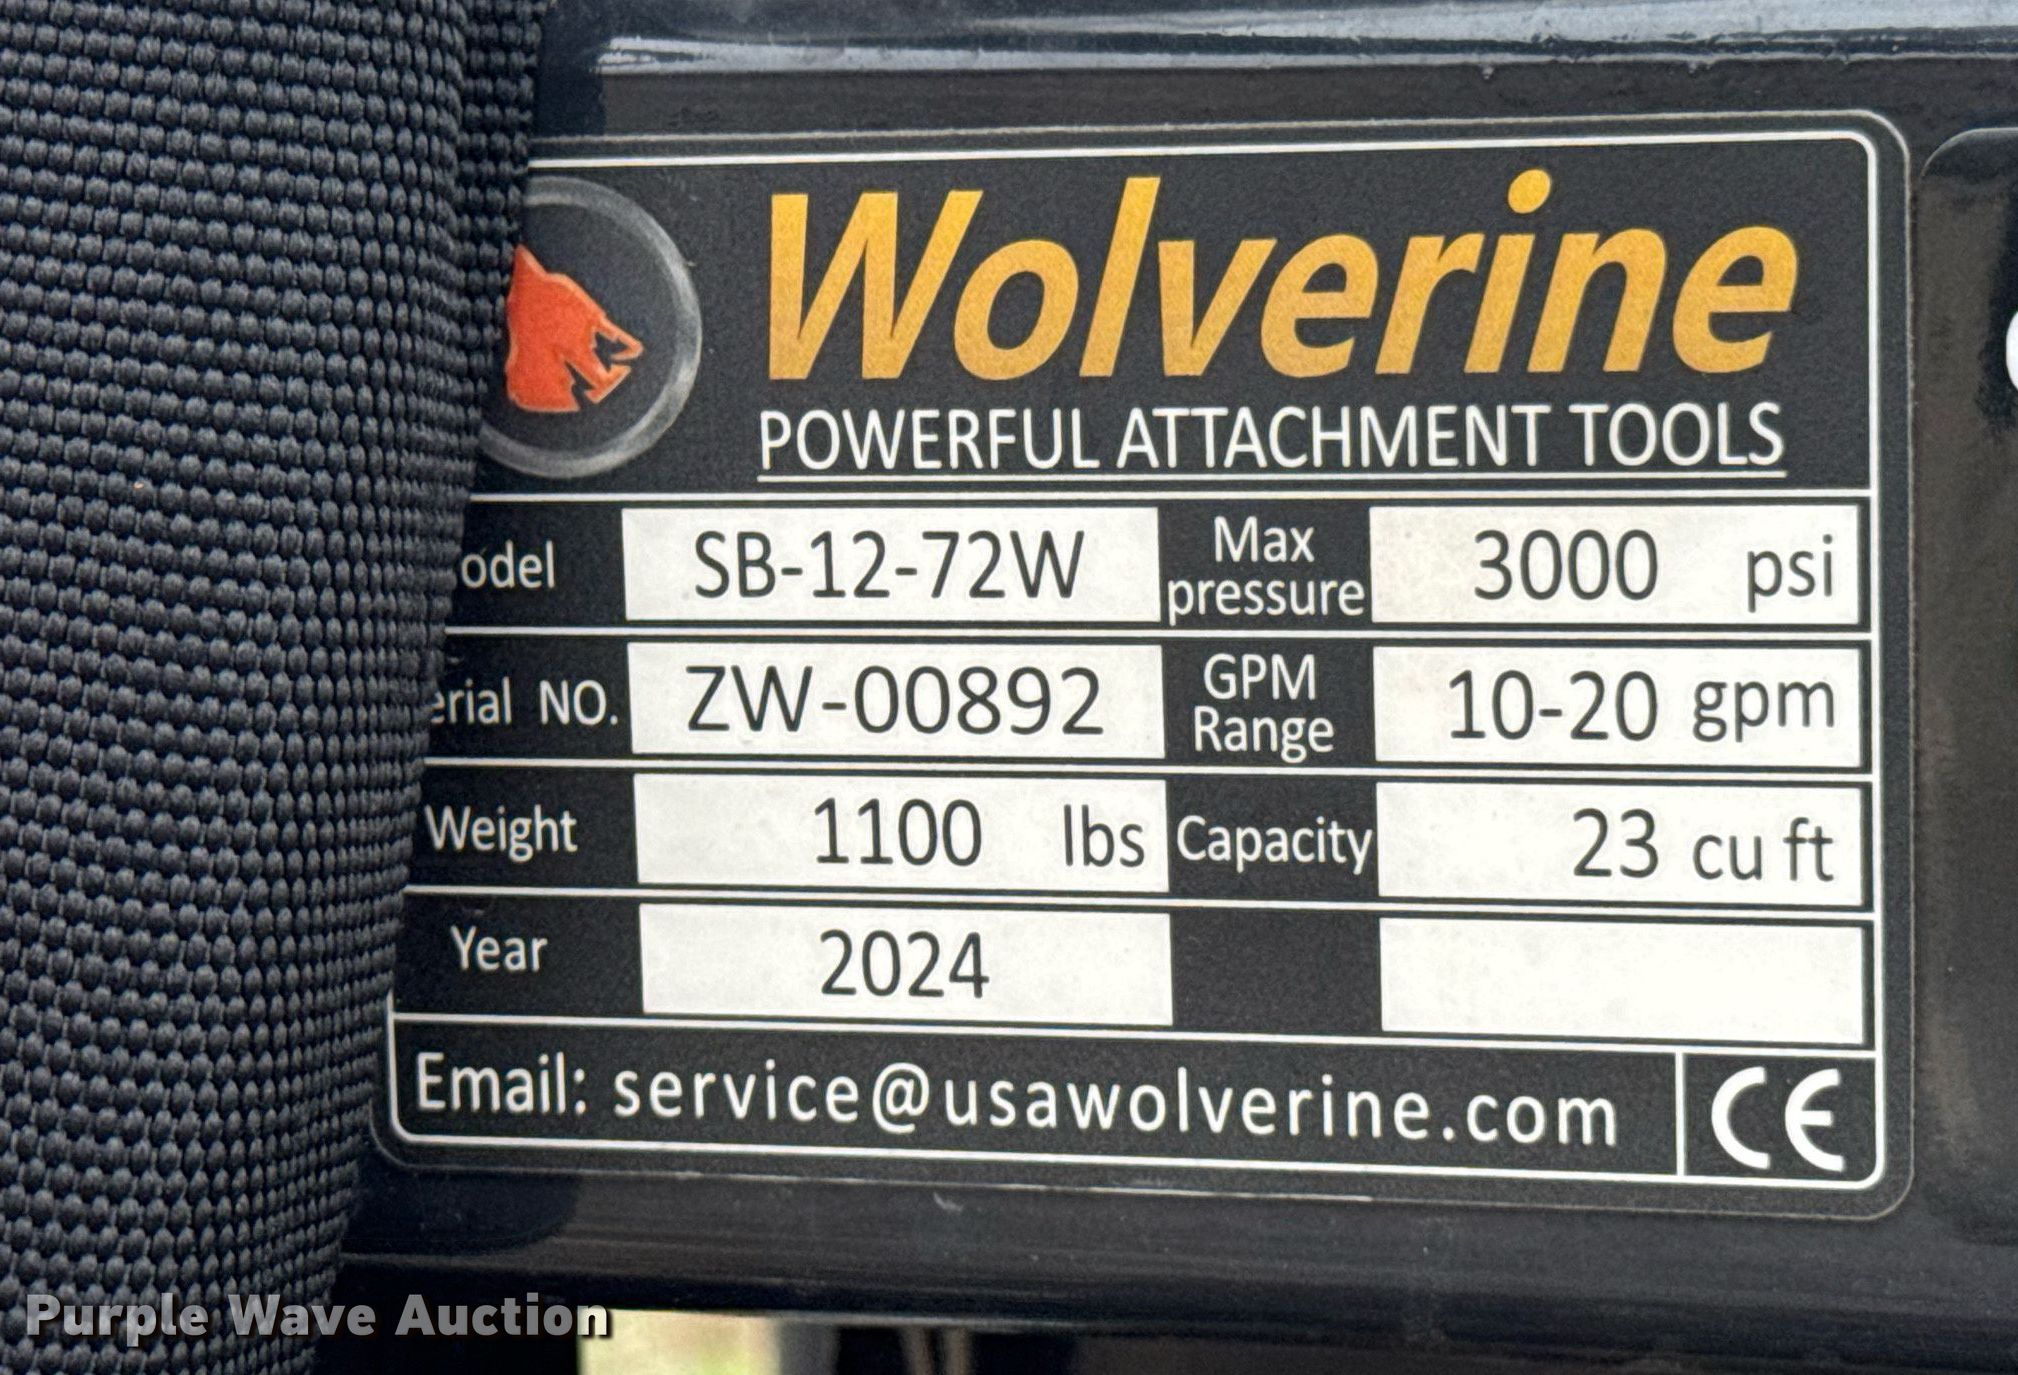 Wolverine
POWERFUL ATTACHMENT TOOLS
odel SB-12-72W Max pressure 3000 psi
erial NO. ZW-00892 GPM Range 10-20 gpm
Weight 1100 lbs Capacity 23 cu ft
Year 2024
Email: service@usawolverine.com CE
Purple Wave Auction